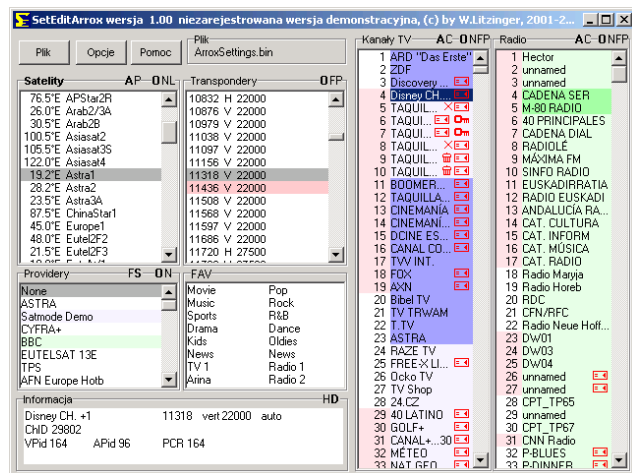 SetEditArrox wersja 1.00 niezarejestrowana wersja demonstracyjna, (c) by W.Litzinger, 2001-2...
Plik
Opcje
Pomoc
Plik
ArroxSettings.bin
Satelity AP ONL
76.5°E APStar2R
26.0°E Arab2/3A
30.5°E Arab2B
100.5°E Asiasat2
105.5°E Asiasat3S
122.0°E Asiasat4
19.2°E Astra1
28.2°E Astra2
23.5°E Astra3A
87.5°E ChinaStar1
45.0°E Europe1
48.0°E Eutel2F2
21.5°E Eutel2F3
Transpondery OFP
10832 H 22000
10876 V 22000
10979 V 22000
11038 V 22000
11097 V 22000
11156 V 22000
11318 V 22000
11436 V 22000
11508 V 22000
11568 V 22000
11597 V 22000
11686 V 22000
11720 H 27500
Providery FS ON
None
ASTRA
Satmode Demo
CYFRA+
BBC
EUTELSAT 13E
TPS
AFN Europe Hotb
FAV
Movie Pop
Music Rock
Sports R&B
Drama Dance
Kids Oldies
News News
TV 1 Radio 1
Arina Radio 2
Informacja HD
Disney CH. +1 11318 vert 22000 auto
ChID 29802
VPid 164 APid 96 PCR 164
Kanały TV AC ONFP
1 ARD "Das Erste"
2 ZDF
3 Discovery ...
4 Disney CH....
5 TAQUIL...
6 TAQUI...
7 TAQUI...
8 TAQUIL...
9 TAQUIL...
10 TAQUIL...
11 BOOMER...
12 TAQUILLA...
13 CINEMANÍA
14 CINEMANÍ...
15 DCINE ES...
16 CANAL CO...
17 TVV INT.
18 FOX
19 AXN
20 Bibel TV
21 TV TRWAM
22 T.TV
23 ASTRA
24 RAZE TV
25 FREE-X LI...
26 Ocko TV
27 TV Shop
28 24.CZ
29 40 LATINO
30 GOLF+
31 CANAL+...30
32 MÉTEO
33 NAT GEO
Radio AC ONFP
1 Hector
2 unnamed
3 unnamed
4 CADENA SER
5 M-80 RADIO
6 40 PRINCIPALES
7 CADENA DIAL
8 RADIOLÉ
9 MÁXIMA FM
10 SINFO RADIO
11 EUSKADIRRATIA
12 RADIO EUSKADI
13 ANDALUCÍA RA...
14 CAT. CULTURA
15 CAT. INFORM
16 CAT. MÚSICA
17 CAT. RADIO
18 Radio Maryja
19 Radio Horeb
20 RDC
21 CFN/RFC
22 Radio Neue Hoff...
23 DW01
24 DW03
25 DW04
26 unnamed
27 unnamed
28 CPT_TP65
29 unnamed
30 CPT_TP67
31 CNN Radio
32 P-BLUES
33 P-DINNER